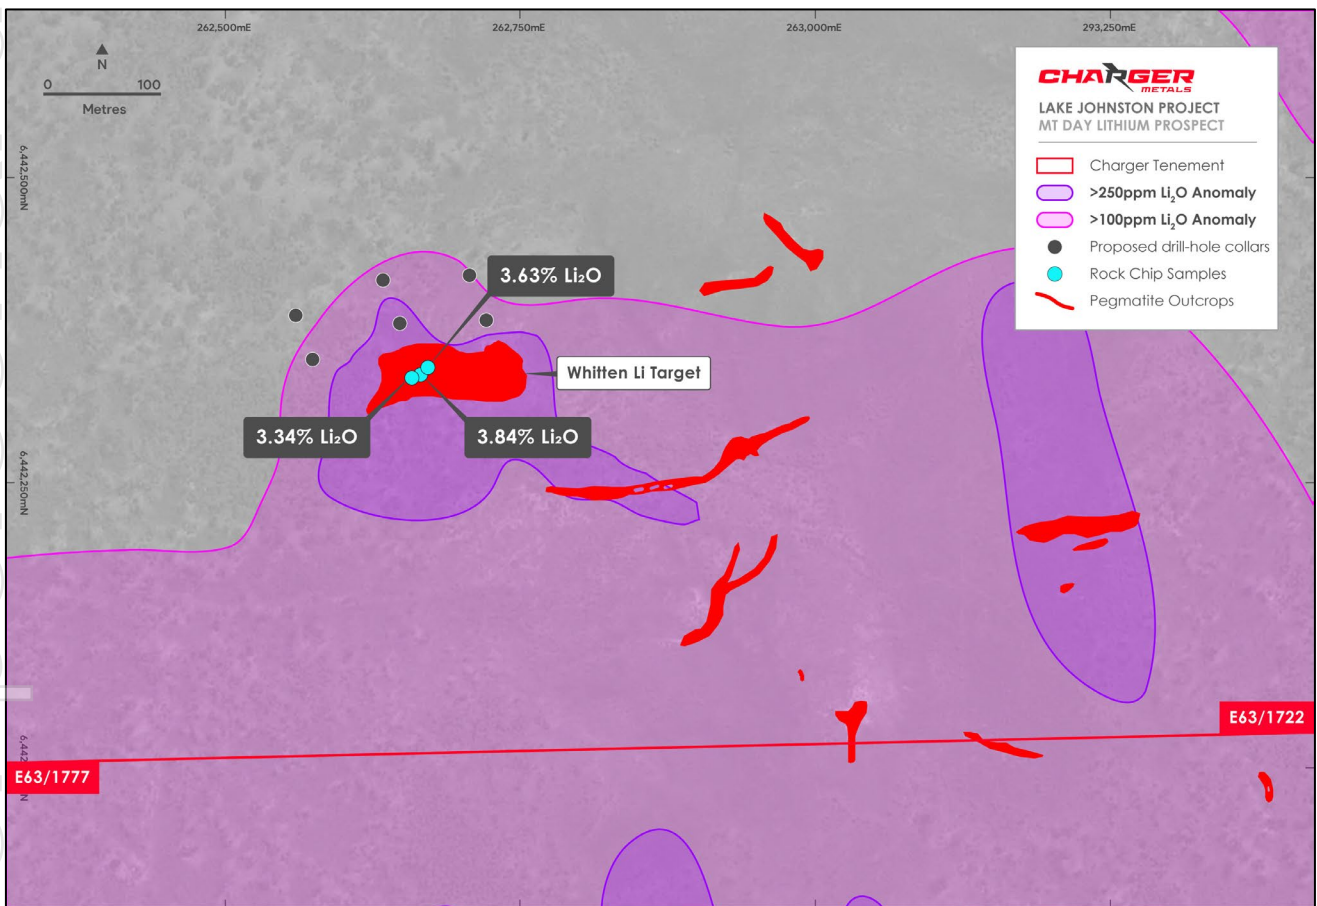 262,500mE
262,750mE
263,000mE
293,250mE
N
0 100
Metres
CHARGER
METALS
LAKE JOHNSTON PROJECT
MT DAY LITHIUM PROSPECT
Charger Tenement
>250ppm Li₂O Anomaly
>100ppm Li₂O Anomaly
Proposed drill-hole collars
Rock Chip Samples
Pegmatite Outcrops
6,442,500mN
3.63% Li₂O
Whitten Li Target
3.34% Li₂O
3.84% Li₂O
6,442,250mN
E63/1722
E63/1777